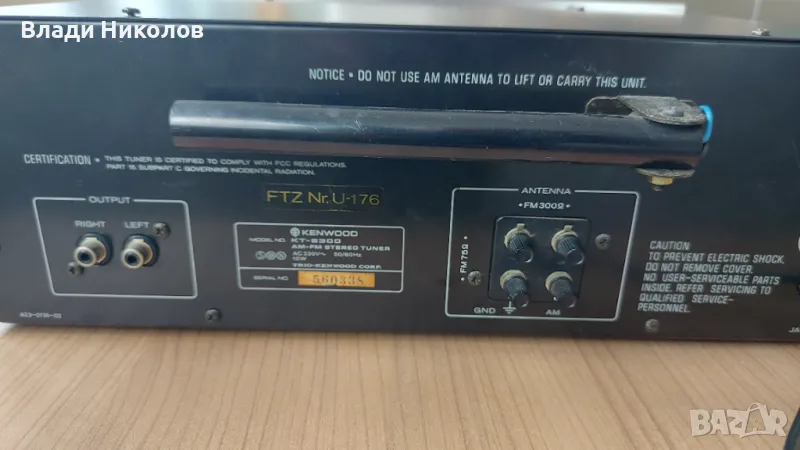 Влади Николов
NOTICE • DO NOT USE AM ANTENNA TO LIFT OR CARRY THIS UNIT.
CERTIFICATION • THIS TUNER IS CERTIFIED TO COMPLY WITH FCC REGULATIONS.
PART 15 SUBPART C, GOVERNING INCIDENTAL RADIATION.
OUTPUT
RIGHT
LEFT
FTZ Nr. U-176
KENWOOD
MODEL NO. KT-5300
AM-FM STEREO TUNER
AC 220V~ 50/60Hz
TRIO-KENWOOD CORP.
SERIAL NO. 560338
ANTENNA
•FM300Ω•
•FM75Ω•
GND
AM
CAUTION
TO PREVENT ELECTRIC SHOCK,
DO NOT REMOVE COVER.
NO USER-SERVICEABLE PARTS
INSIDE. REFER SERVICING TO
QUALIFIED SERVICE-
PERSONNEL.
JA
BAZAR